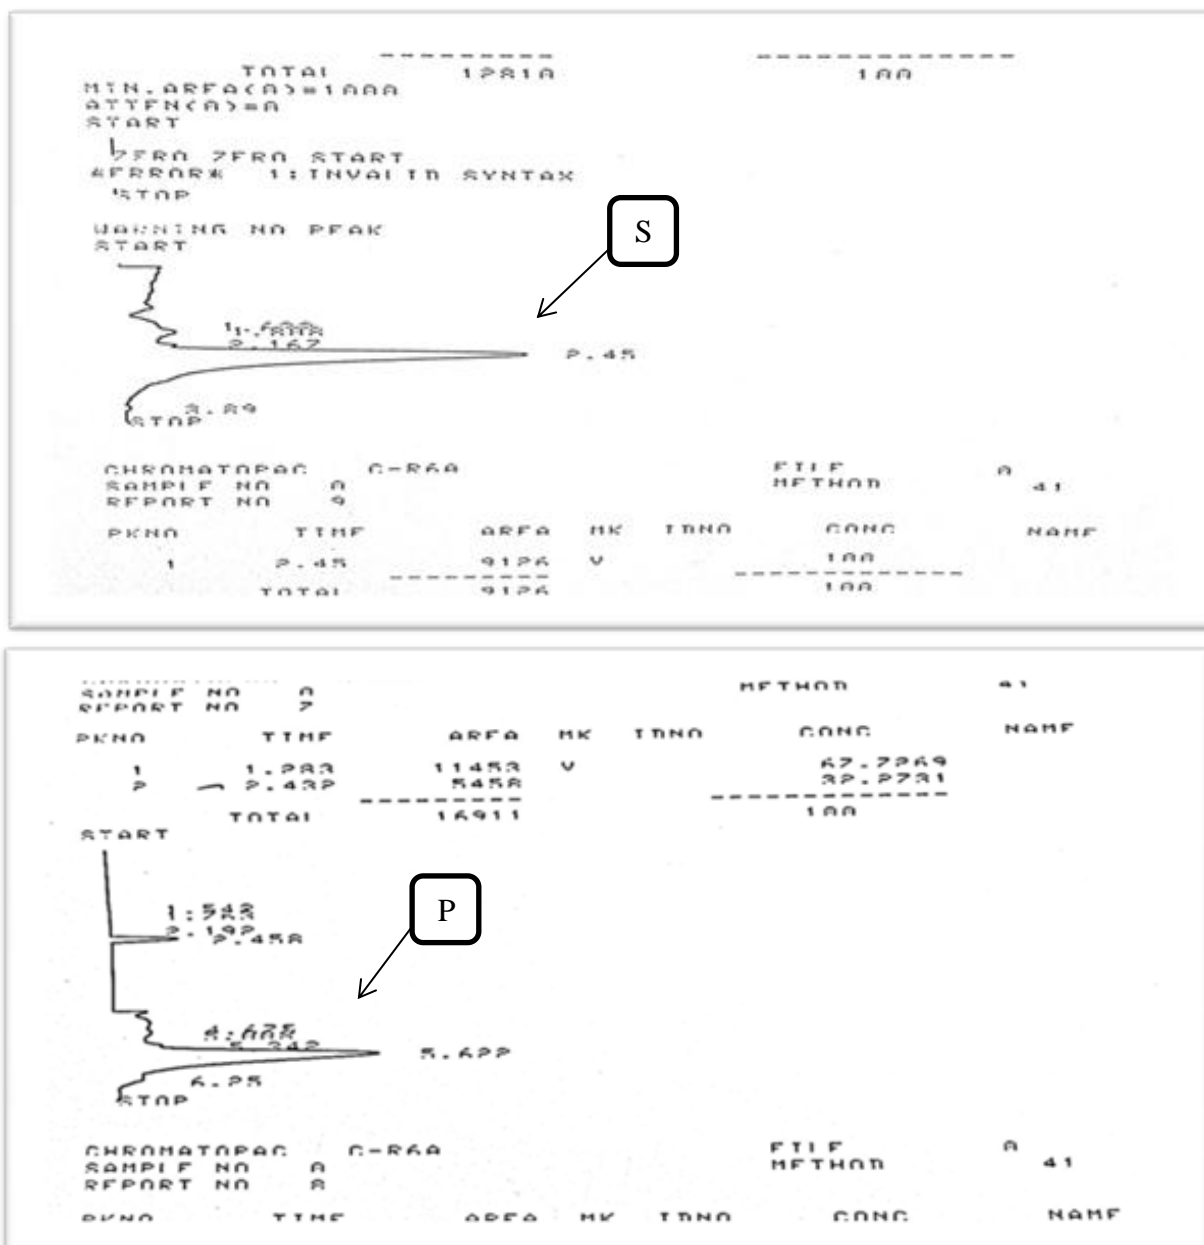 TOTAL 12810 100
MIN.AREA(0)=1000
ATTEN(0)=0
START
ZERO ZERO START
*ERROR* 1:INVALID SYNTAX
STOP
WARNING NO PEAK
START
S
2.167
2.45
3.89
STOP
CHROMATOPAC C-R6A FILE 0
SAMPLE NO 0 METHOD 41
REPORT NO 9
PKNO TIME AREA MK IDNO CONC NAME
1 2.45 9126 V 100
TOTAL 9126 100
SAMPLE NO 0 METHOD 41
REPORT NO 7
PKNO TIME AREA MK IDNO CONC NAME
1 1.283 11453 V 67.7269
2 2.432 5458 32.2731
TOTAL 16911 100
START
P
2.458
5.622
6.25
STOP
CHROMATOPAC C-R6A FILE 0
SAMPLE NO 0 METHOD 41
REPORT NO 8
PKNO TIME AREA MK IDNO CONC NAME